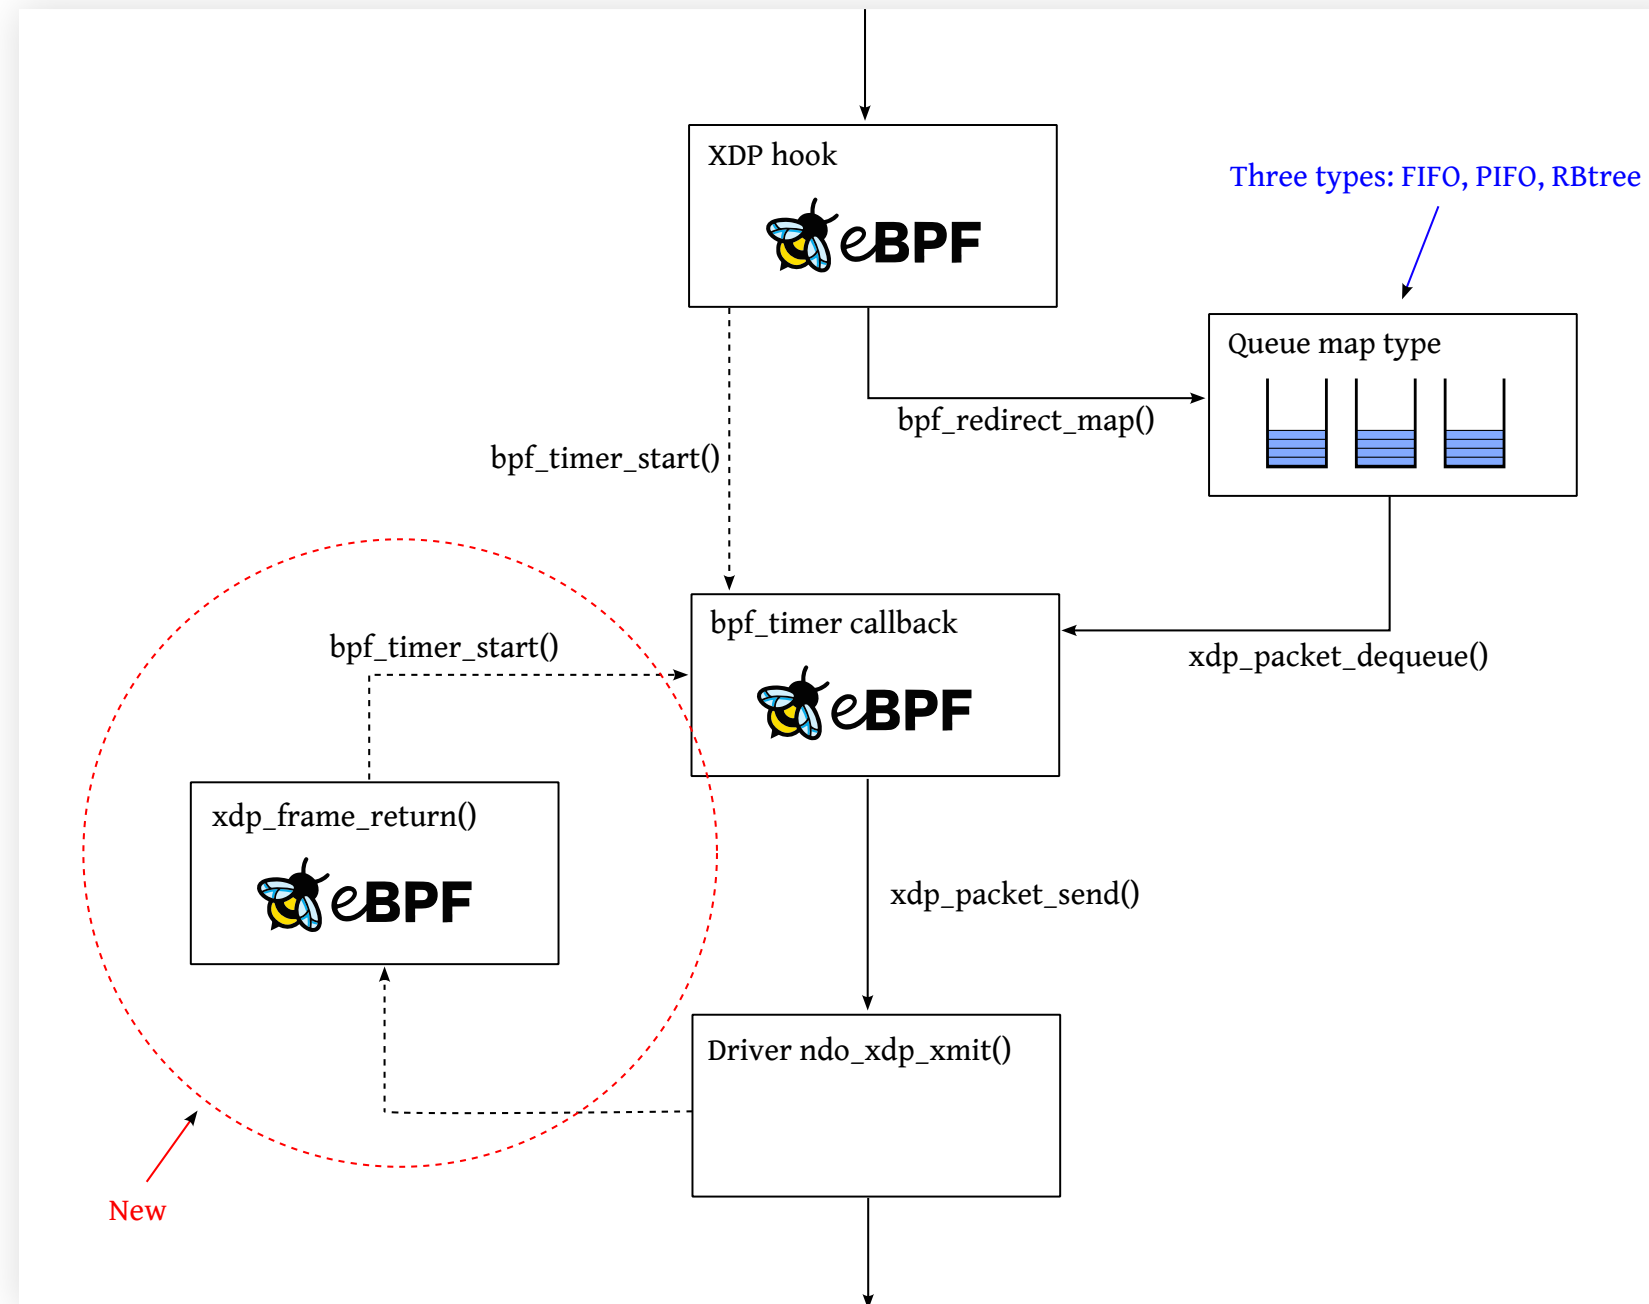 XDP hook
eBPF
Three types: FIFO, PIFO, RBtree
Queue map type
bpf_redirect_map()
bpf_timer_start()
bpf_timer callback
eBPF
xdp_packet_dequeue()
bpf_timer_start()
xdp_frame_return()
eBPF
xdp_packet_send()
Driver ndo_xdp_xmit()
New